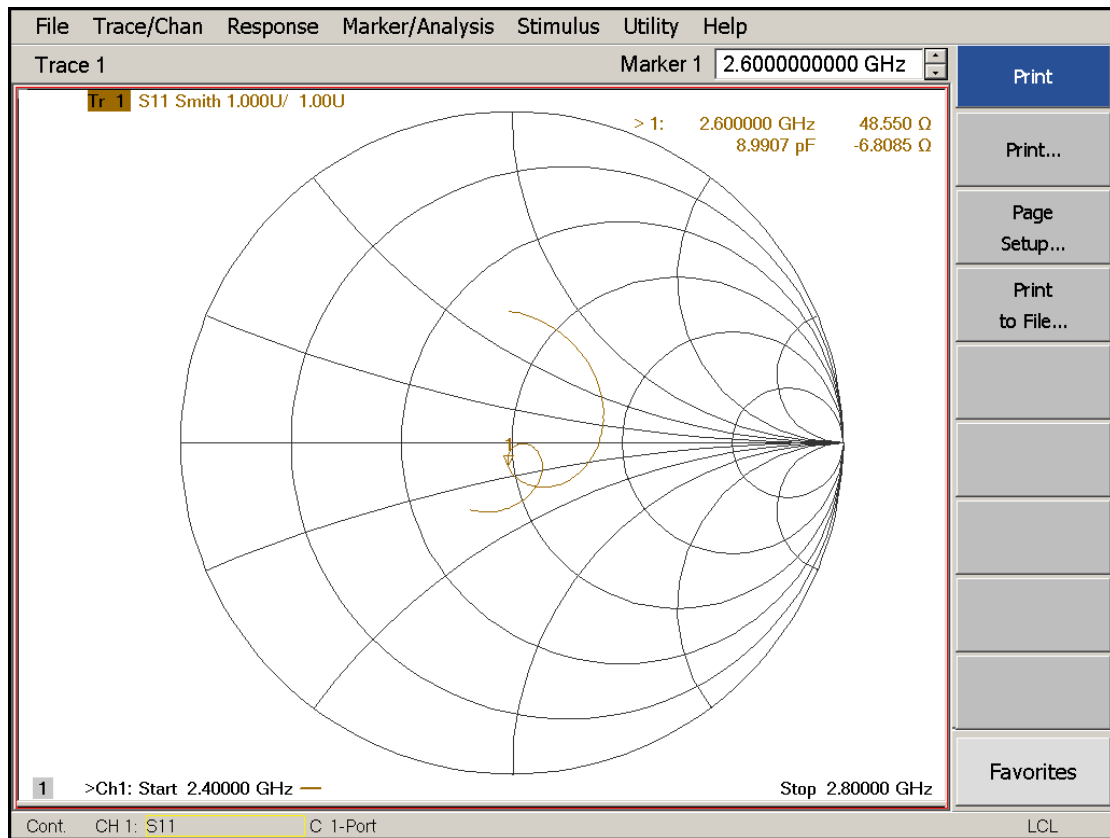 File Trace/Chan Response Marker/Analysis Stimulus Utility Help
Trace 1 Marker 1 2.6000000000 GHz
Print
Tr 1 S11 Smith 1.000U/ 1.00U
> 1: 2.600000 GHz 48.550 Ω
8.9907 pF -6.8085 Ω
Print...
Page
Setup...
Print
to File...
1
Favorites
1 >Ch1: Start 2.40000 GHz Stop 2.80000 GHz
Cont. CH 1: S11 C 1-Port LCL